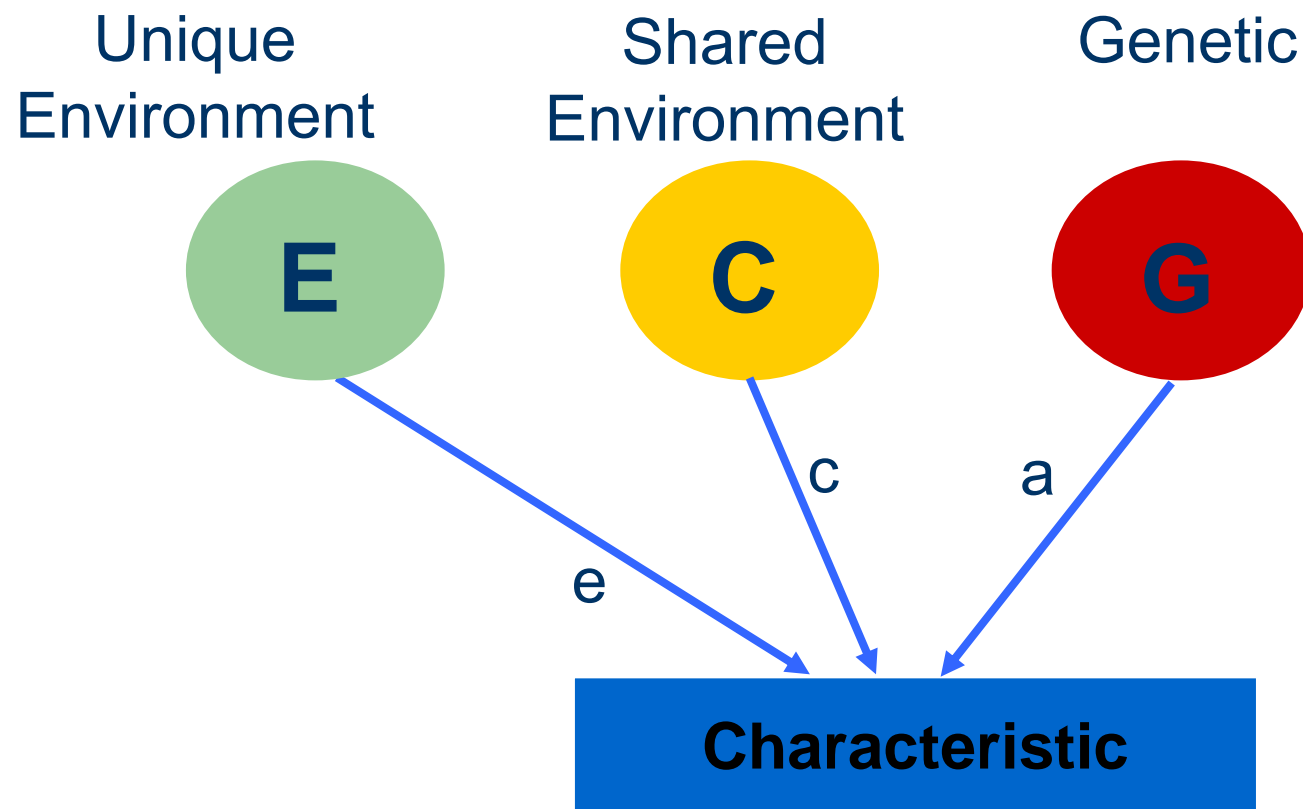 Unique
Environment
Shared
Environment
Genetic
E
C
G
c
a
e
Characteristic